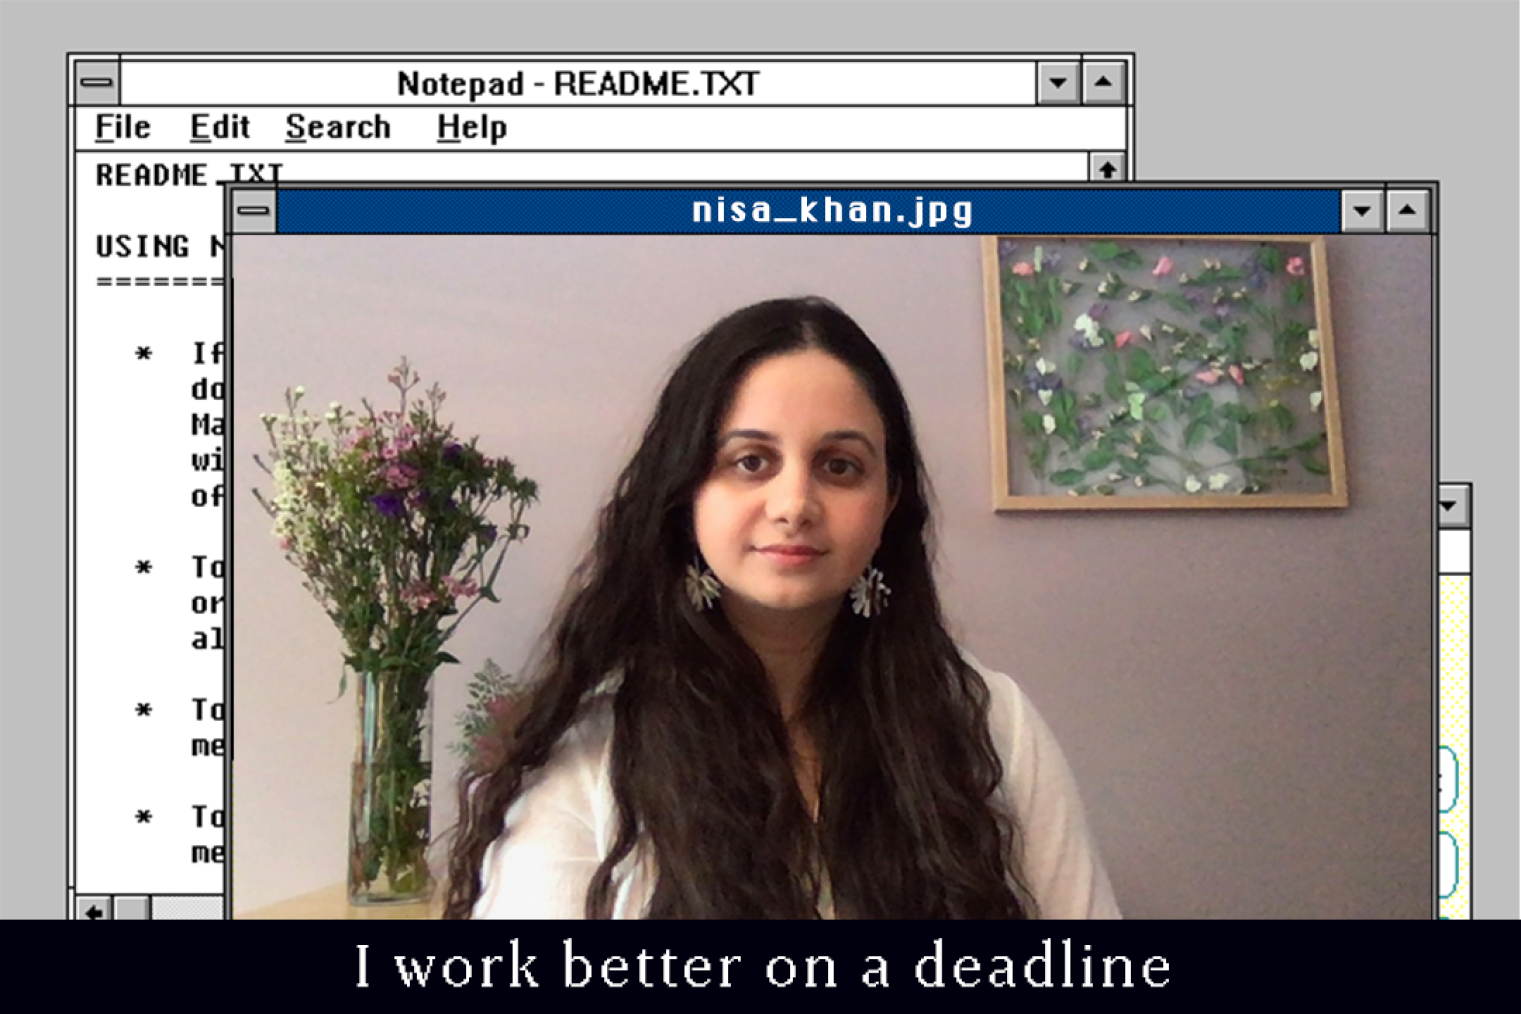 Notepad - README.TXT
File Edit Search Help
README.TXT
USING
=======
* If
do
Ma
wi
of
* To
or
al
* To
me
* To
me
nisa_khan.jpg
I work better on a deadline